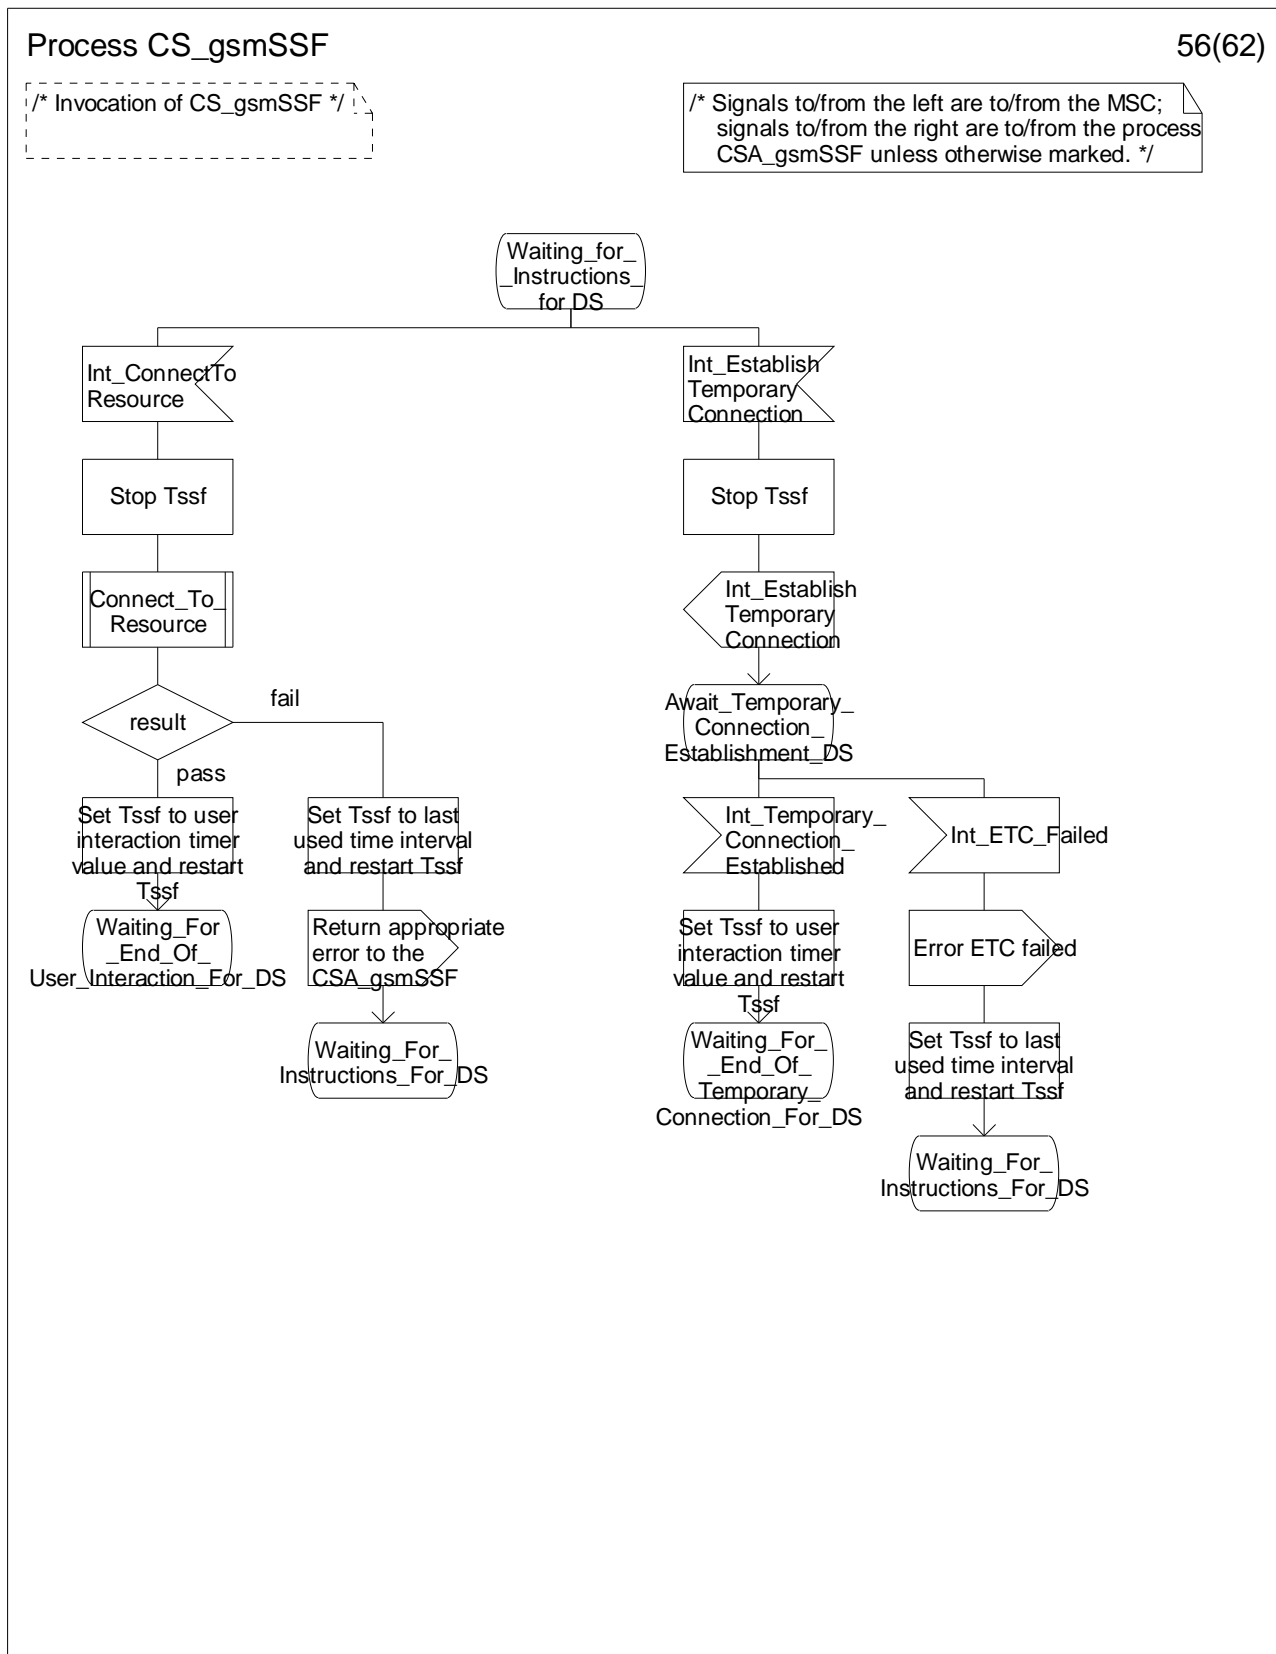 Process CS_gsmSSF
56(62)
/* Invocation of CS_gsmSSF */
/* Signals to/from the left are to/from the MSC;
signals to/from the right are to/from the process
CSA_gsmSSF unless otherwise marked. */
Waiting_for_
_Instructions_
for DS
Int_ConnectTo
Resource
Stop Tssf
Connect_To_
Resource
result
fail
pass
Set Tssf to user
interaction timer
value and restart
Tssf
Waiting_For
_End_Of_
User_Interaction_For_DS
Set Tssf to last
used time interval
and restart Tssf
Return appropriate
error to the
CSA_gsmSSF
Waiting_For_
Instructions_For_DS
Int_Establish
Temporary
Connection
Stop Tssf
Int_Establish
Temporary
Connection
Await_Temporary_
Connection_
Establishment_DS
Int_Temporary_
Connection_
Established
Set Tssf to user
interaction timer
value and restart
Tssf
Waiting_For_
_End_Of_
Temporary_
Connection_For_DS
Int_ETC_Failed
Error ETC failed
Set Tssf to last
used time interval
and restart Tssf
Waiting_For_
Instructions_For_DS